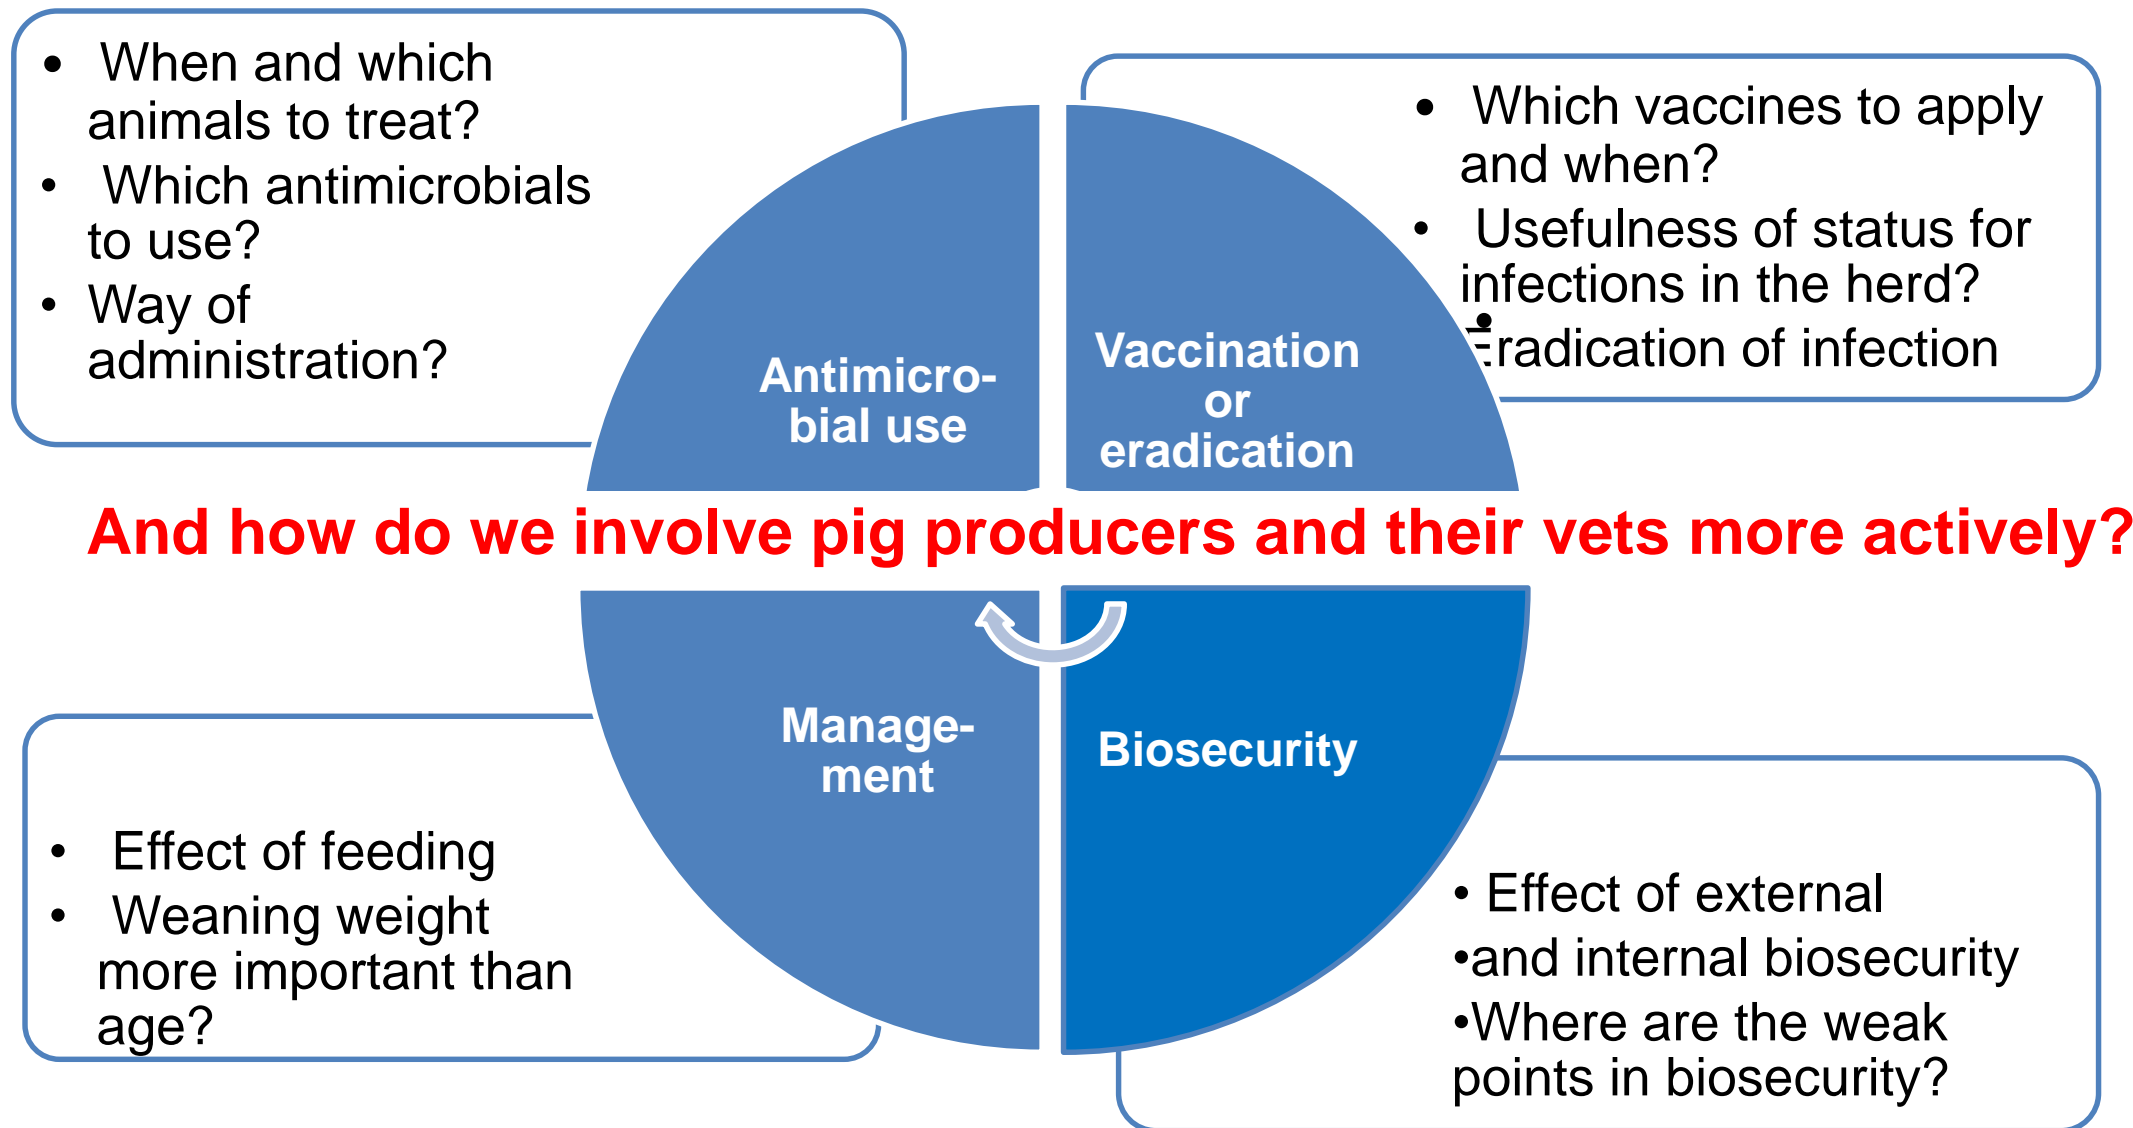 • When and which
animals to treat?
• Which antimicrobials
to use?
• Way of
administration?
• Which vaccines to apply
and when?
• Usefulness of status for
infections in the herd?
• Eradication of infection
Antimicro-
bial use
Vaccination
or
eradication
And how do we involve pig producers and their vets more actively?
Manage-
ment
Biosecurity
• Effect of feeding
• Weaning weight
more important than
age?
• Effect of external
•and internal biosecurity
•Where are the weak
points in biosecurity?